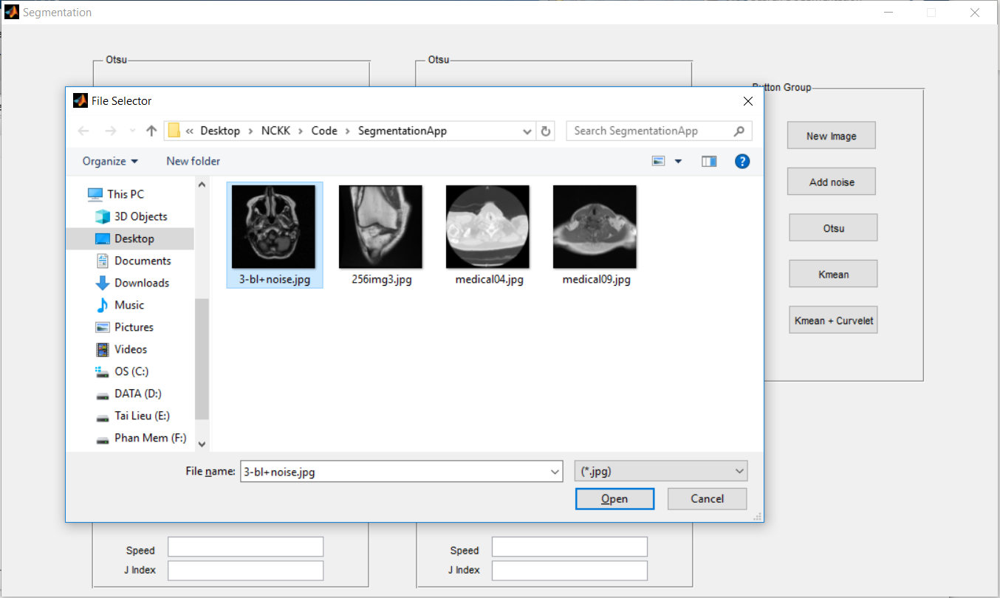 Segmentation
Otsu
Otsu
Button Group
File Selector
« Desktop › NCKK › Code › SegmentationApp
Search SegmentationApp
New Image
Organize
New folder
Add noise
This PC
3D Objects
Desktop
Documents
Downloads
Music
Pictures
Videos
OS (C:)
DATA (D:)
Tai Lieu (E:)
Phan Mem (F:)
3-bl+noise.jpg
256img3.jpg
medical04.jpg
medical09.jpg
Otsu
Kmean
Kmean + Curvelet
File name:
3-bl+noise.jpg
(*.jpg)
Open
Cancel
Speed
J Index
Speed
J Index